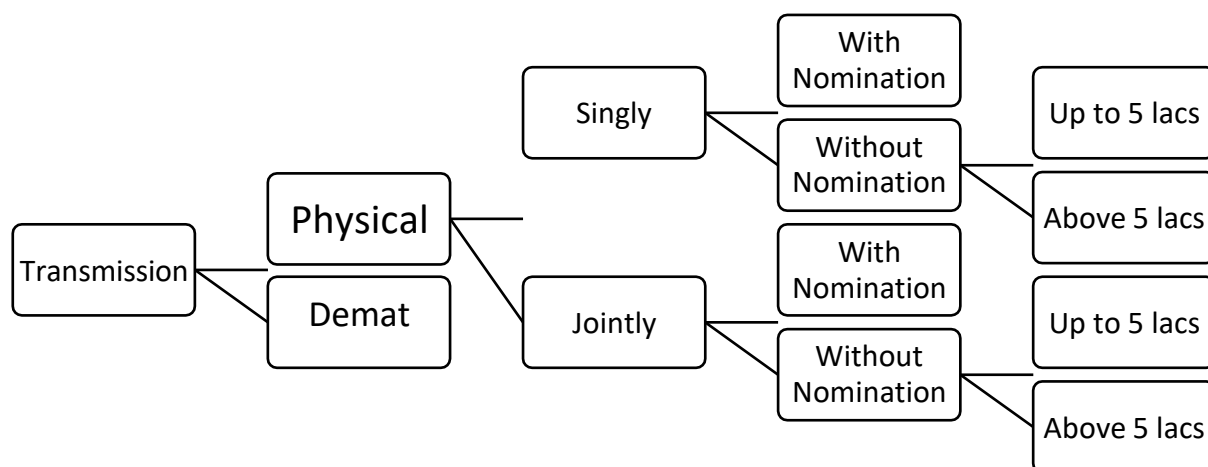 Transmission
Physical
Demat
Singly
Jointly
With
Nomination
Without
Nomination
With
Nomination
Without
Nomination
Up to 5 lacs
Above 5 lacs
Up to 5 lacs
Above 5 lacs